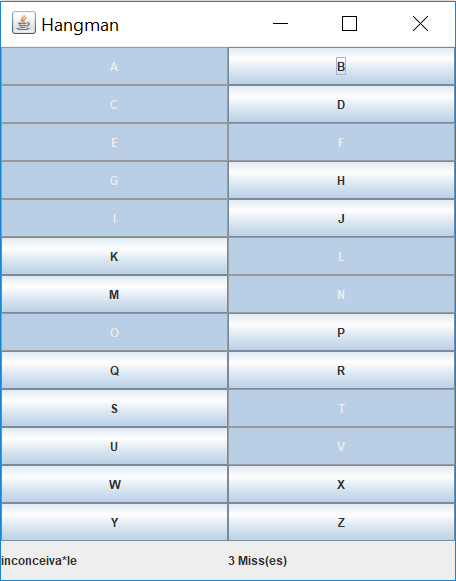 Hangman
A B
C D
E F
G H
I J
K L
M N
O P
Q R
S T
U V
W X
Y Z
inconceiva*le 3 Miss(es)